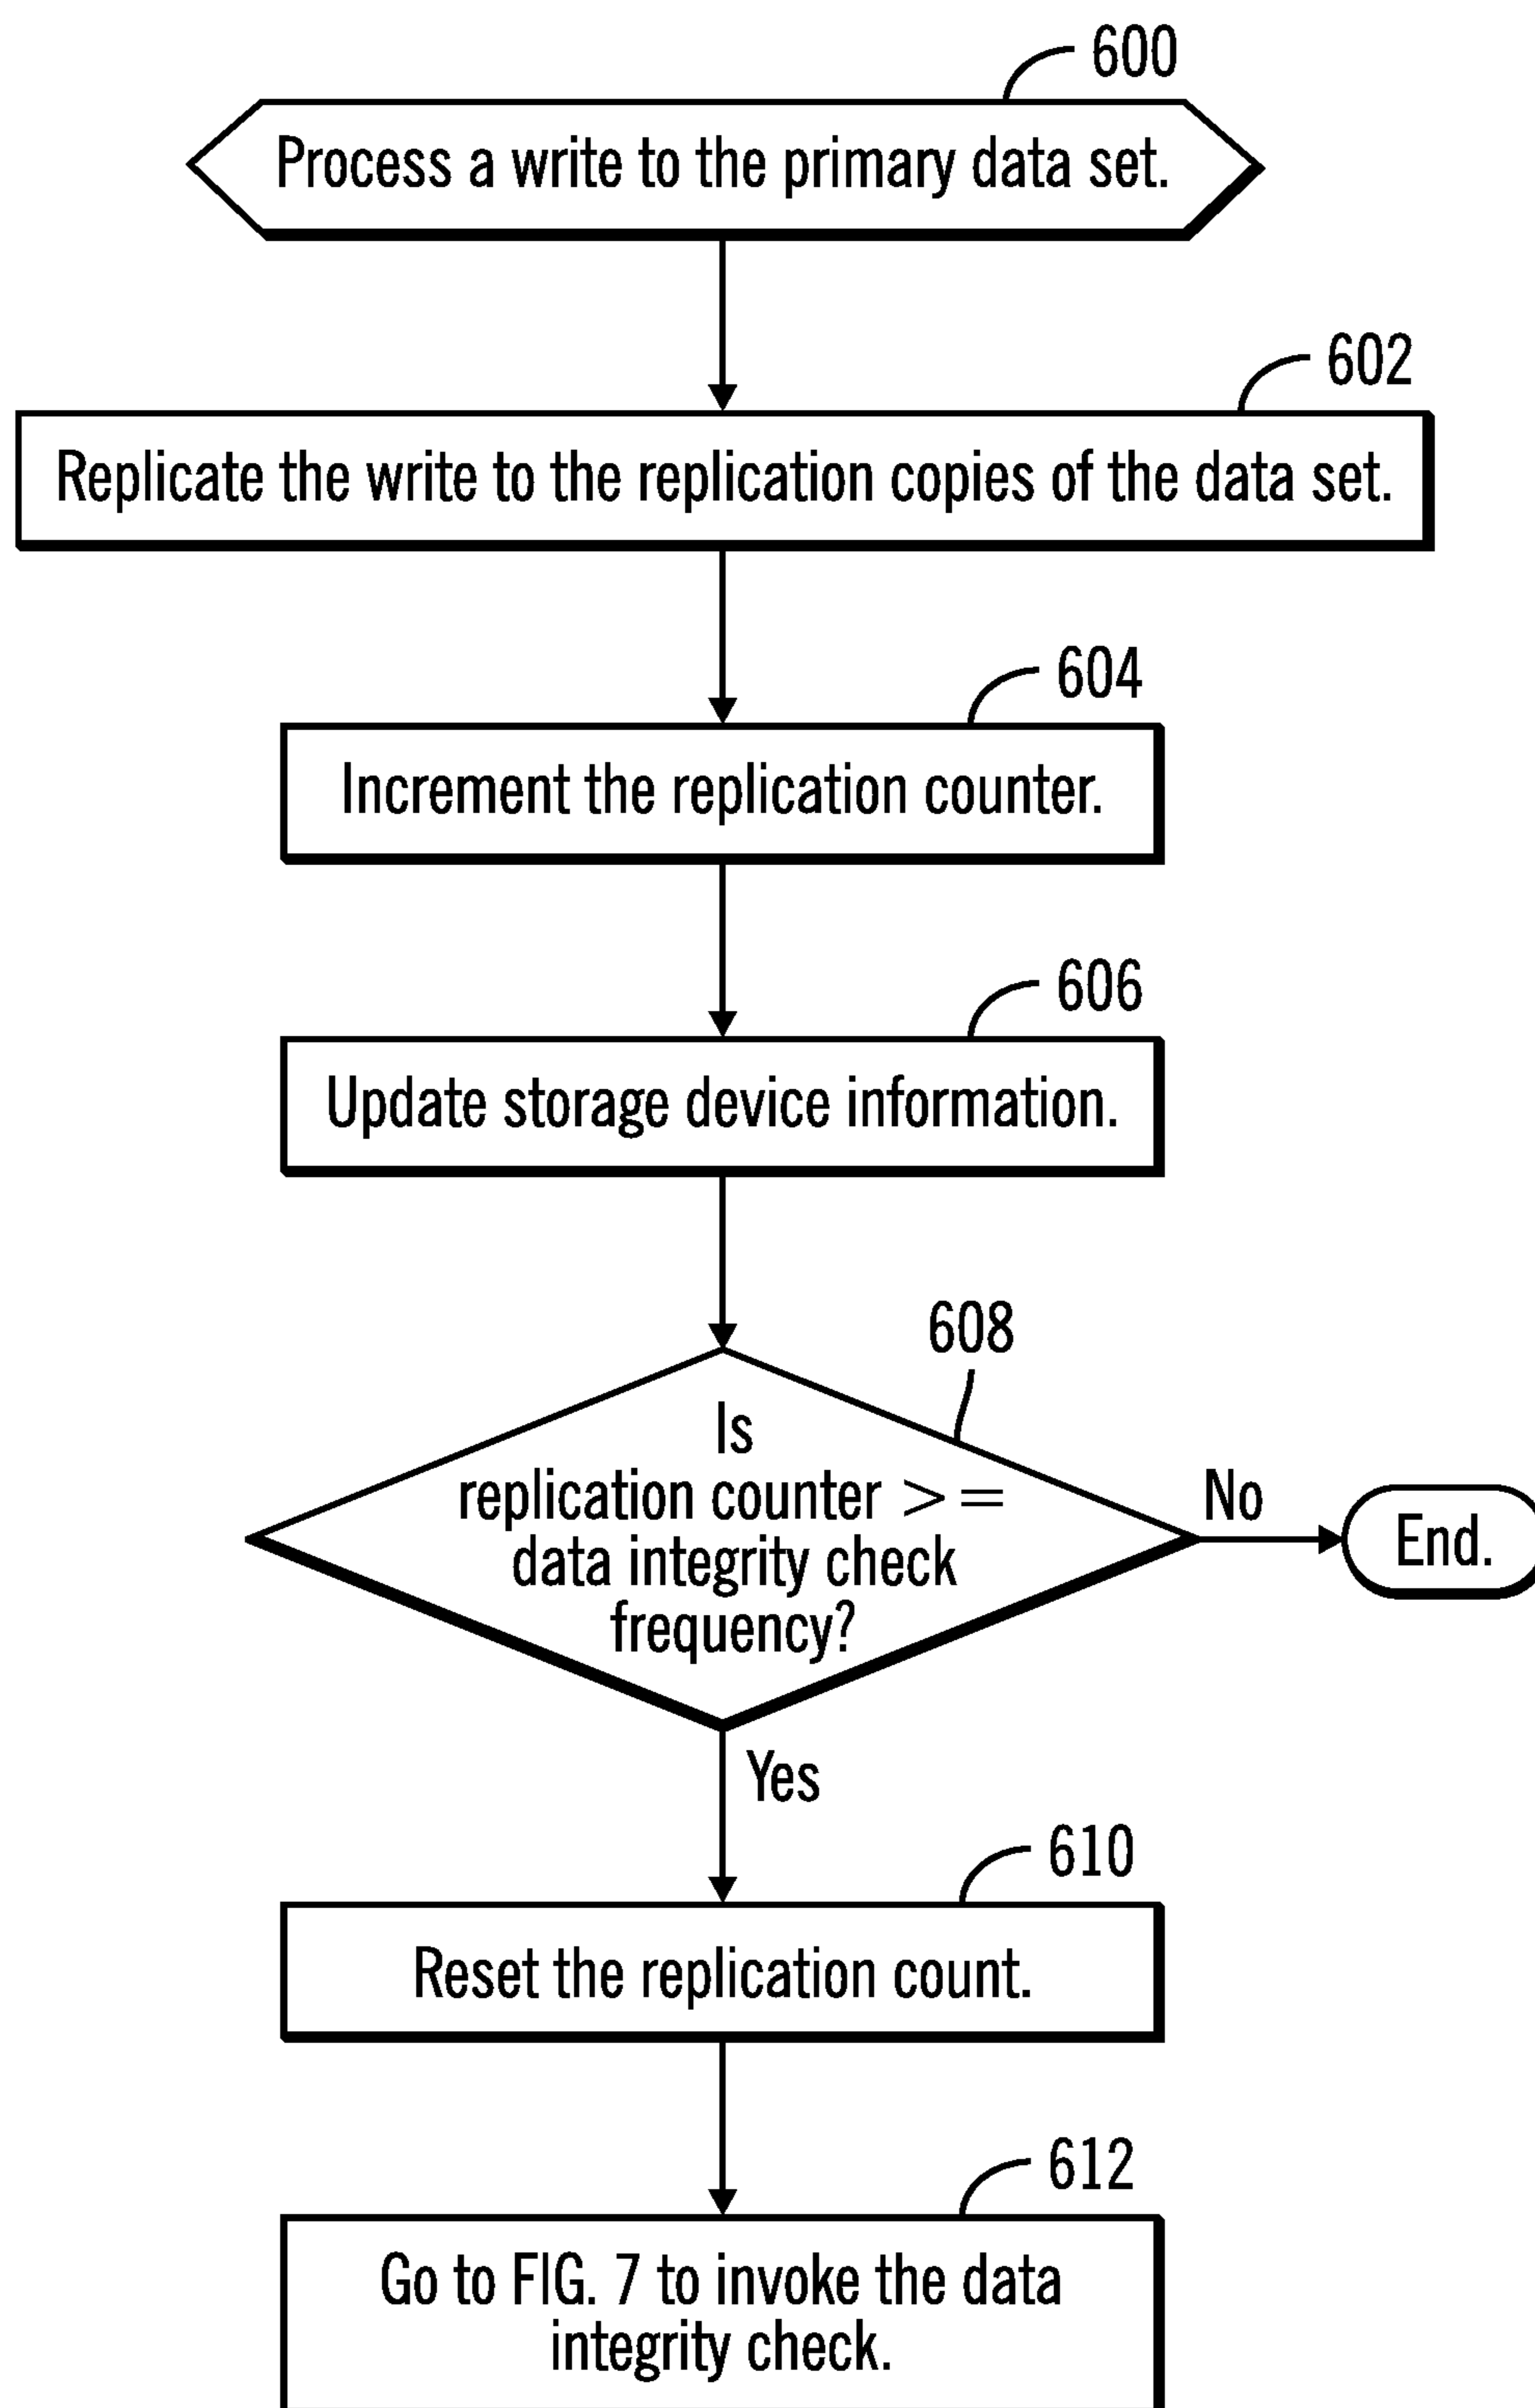 600
Process a write to the primary data set.
602
Replicate the write to the replication copies of the data set.
604
Increment the replication counter.
606
Update storage device information.
608
Is
replication counter >=
data integrity check
frequency?
No
End.
Yes
610
Reset the replication count.
612
Go to FIG. 7 to invoke the data
integrity check.